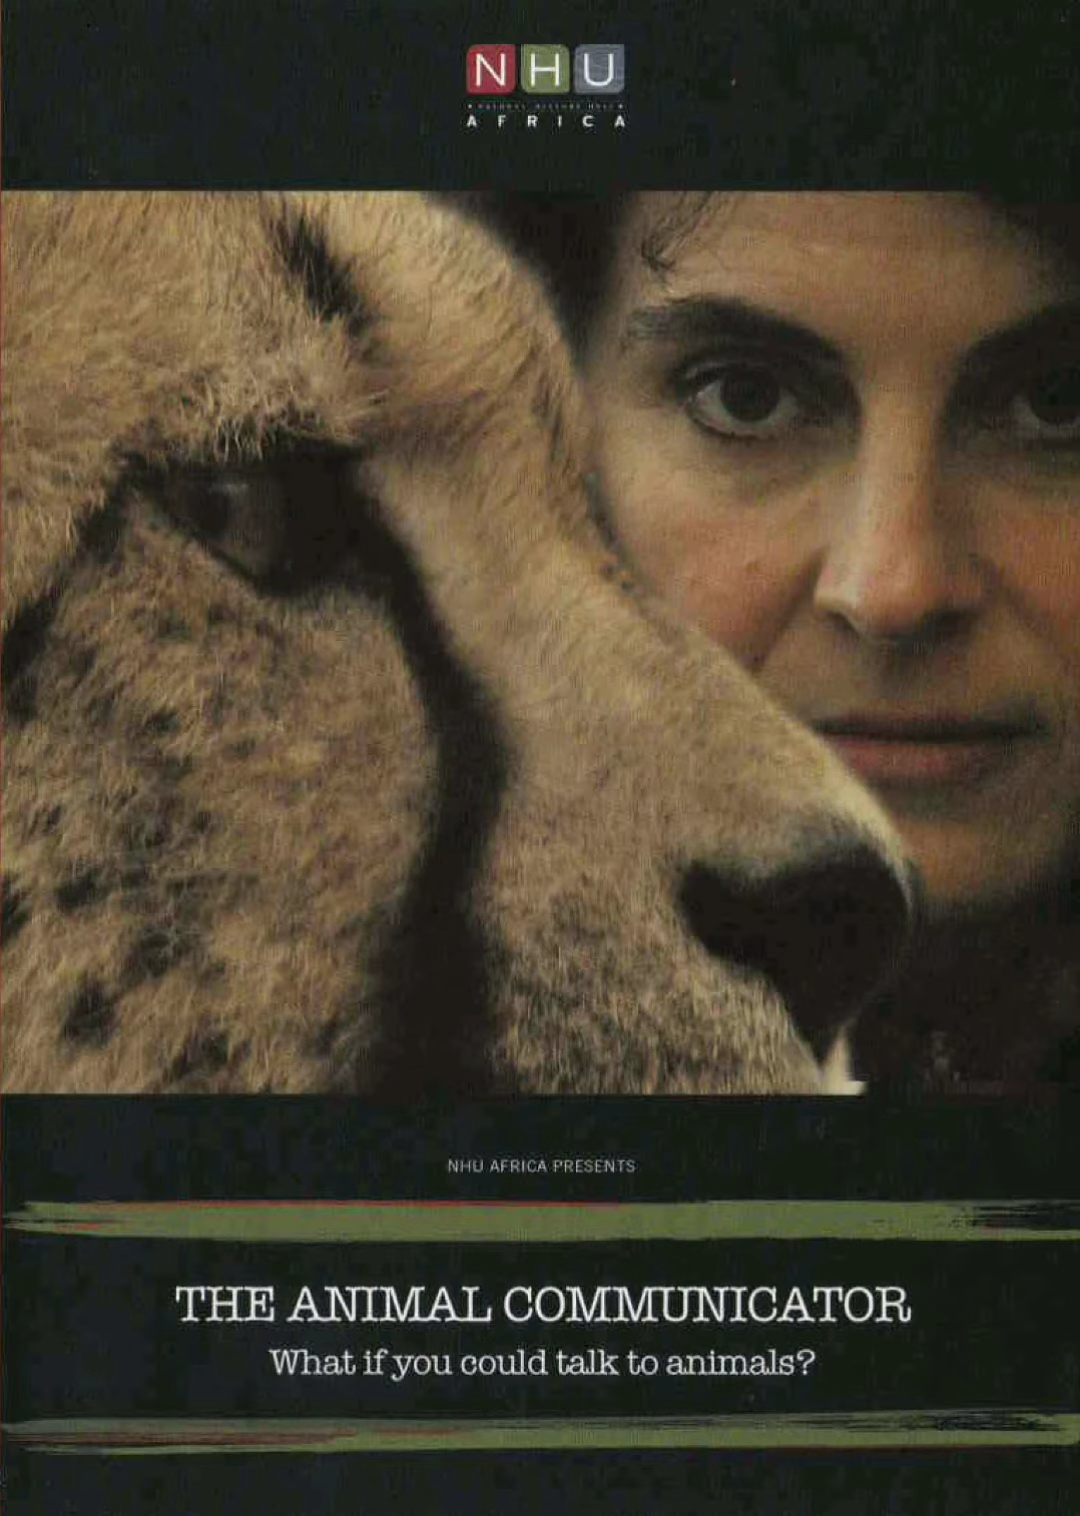 NHU
AFRICA
NHU AFRICA PRESENTS
THE ANIMAL COMMUNICATOR
What if you could talk to animals?